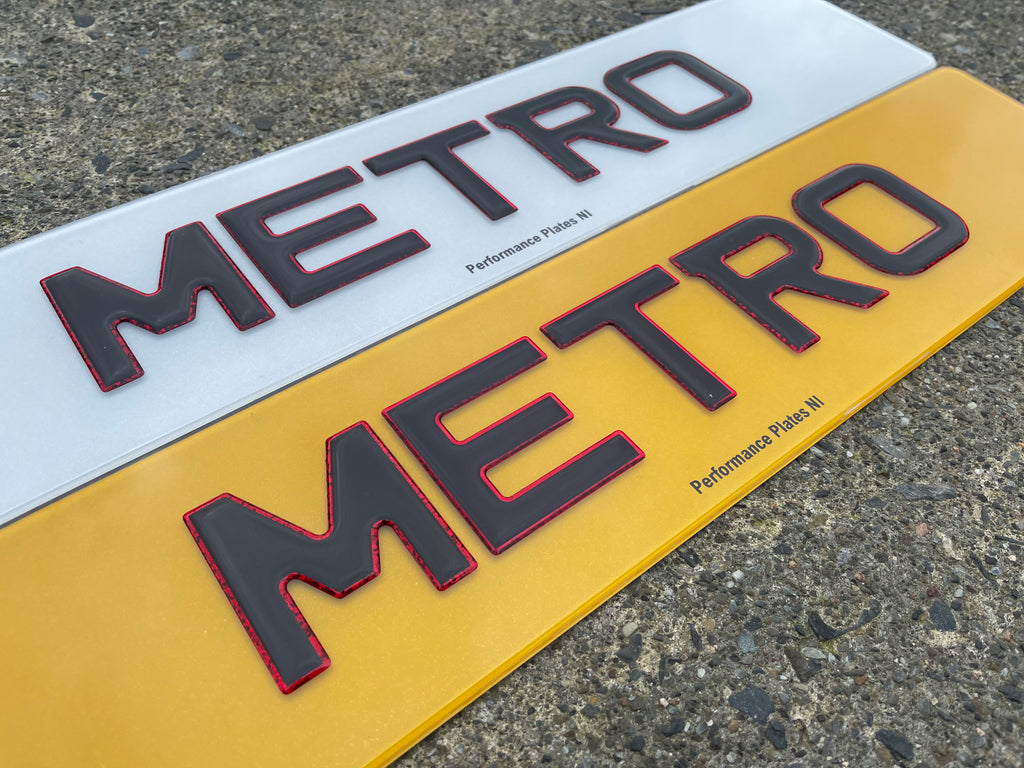 METRO
Performance Plates NI
METRO
Performance Plates NI